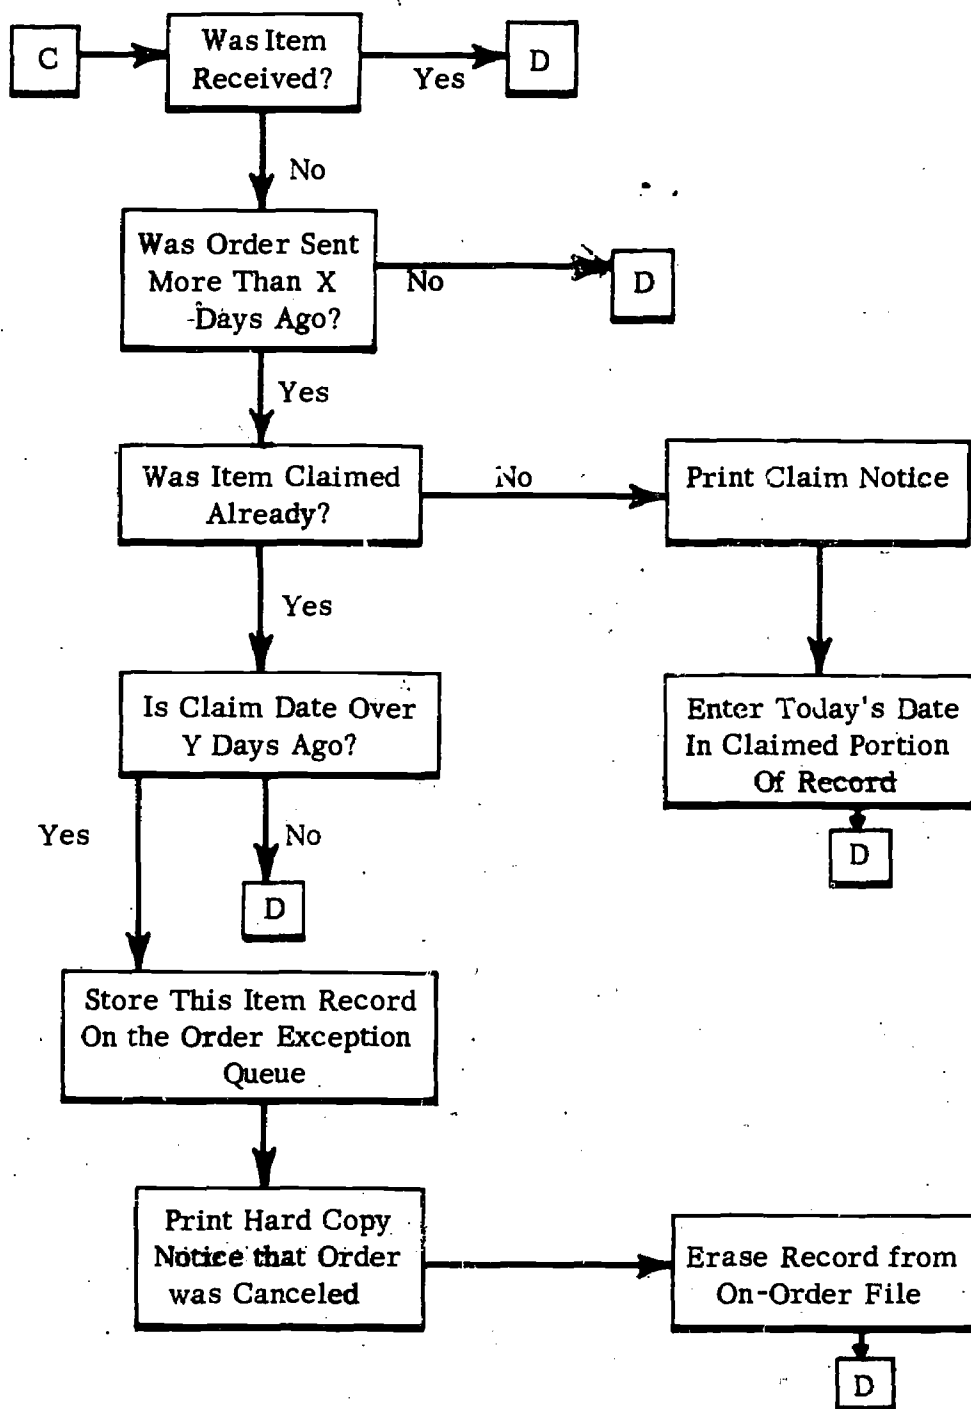 C
Was Item
Received?
Yes
D
No
Was Order Sent
More Than X
Days Ago?
No
D
Yes
Was Item Claimed
Already?
No
Print Claim Notice
Yes
Enter Today's Date
In Claimed Portion
Of Record
D
Is Claim Date Over
Y Days Ago?
Yes
No
D
Store This Item Record
On the Order Exception
Queue
Print Hard Copy
Notice that Order
was Canceled
Erase Record from
On-Order File
D